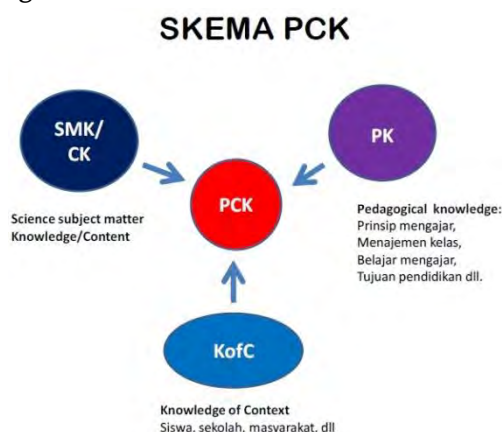 SKEMA PCK
SMK/
CK
PK
PCK
Science subject matter
Knowledge/Content
Pedagogical knowledge:
Prinsip mengajar,
Menajemen kelas,
Belajar mengajar,
Tujuan pendidikan dll.
KofC
Knowledge of Context
Siswa, sekolah, masyarakat, dll